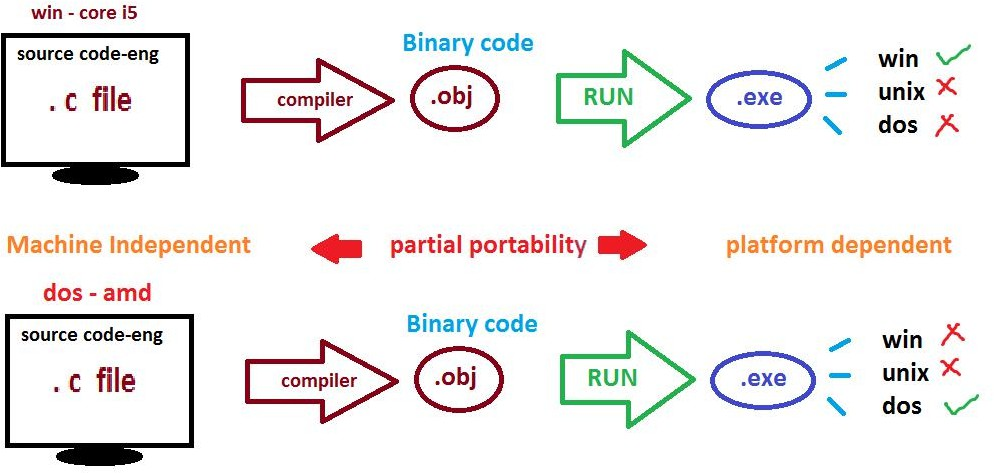 win - core i5
source code-eng
. c file
compiler
Binary code
.obj
RUN
.exe
win
unix
dos
Machine Independent
partial portability
platform dependent
dos - amd
source code-eng
. c file
compiler
Binary code
.obj
RUN
.exe
win
unix
dos